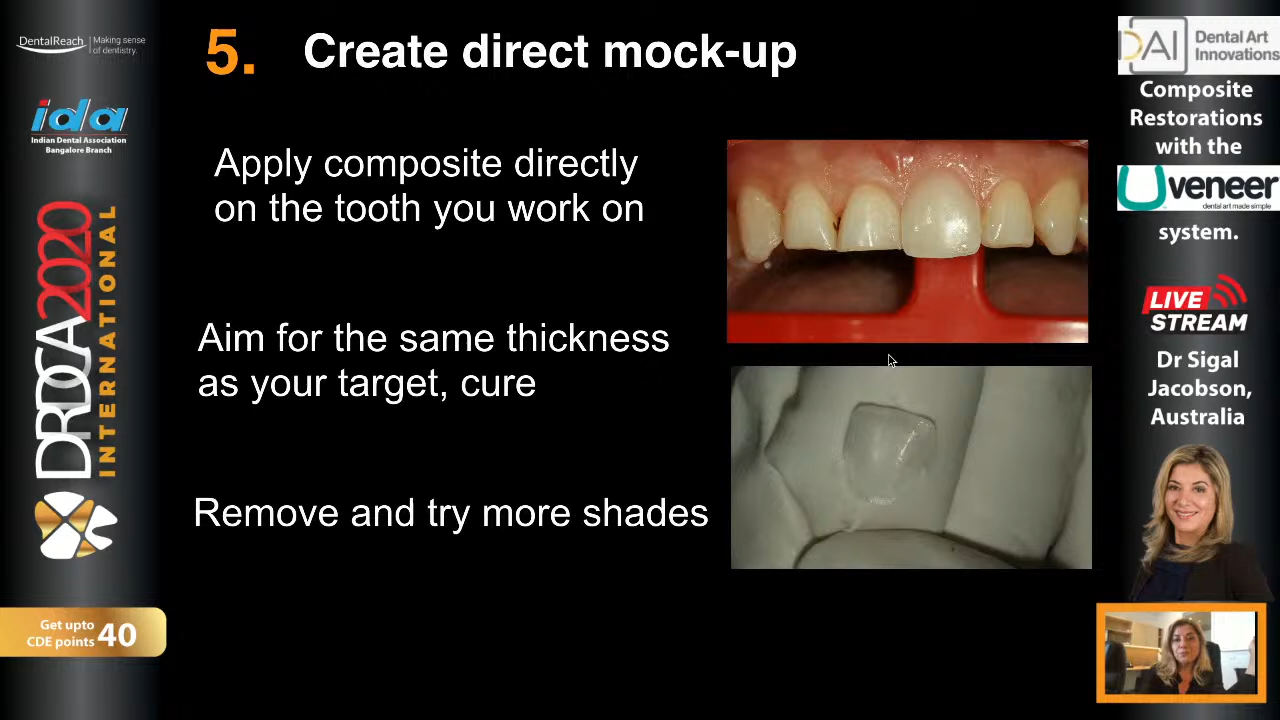 DentalReach
Making sense
of dentistry.
ida
Indian Dental Association
Bangalore Branch
DRDCA2020
INTERNATIONAL
Get upto
CDE points 40
5. Create direct mock-up
Apply composite directly
on the tooth you work on
Aim for the same thickness
as your target, cure
Remove and try more shades
DAI
Dental Art
Innovations
Composite
Restorations
with the
Uveneer
dental art made simple
system.
LIVE
STREAM
Dr Sigal
Jacobson,
Australia